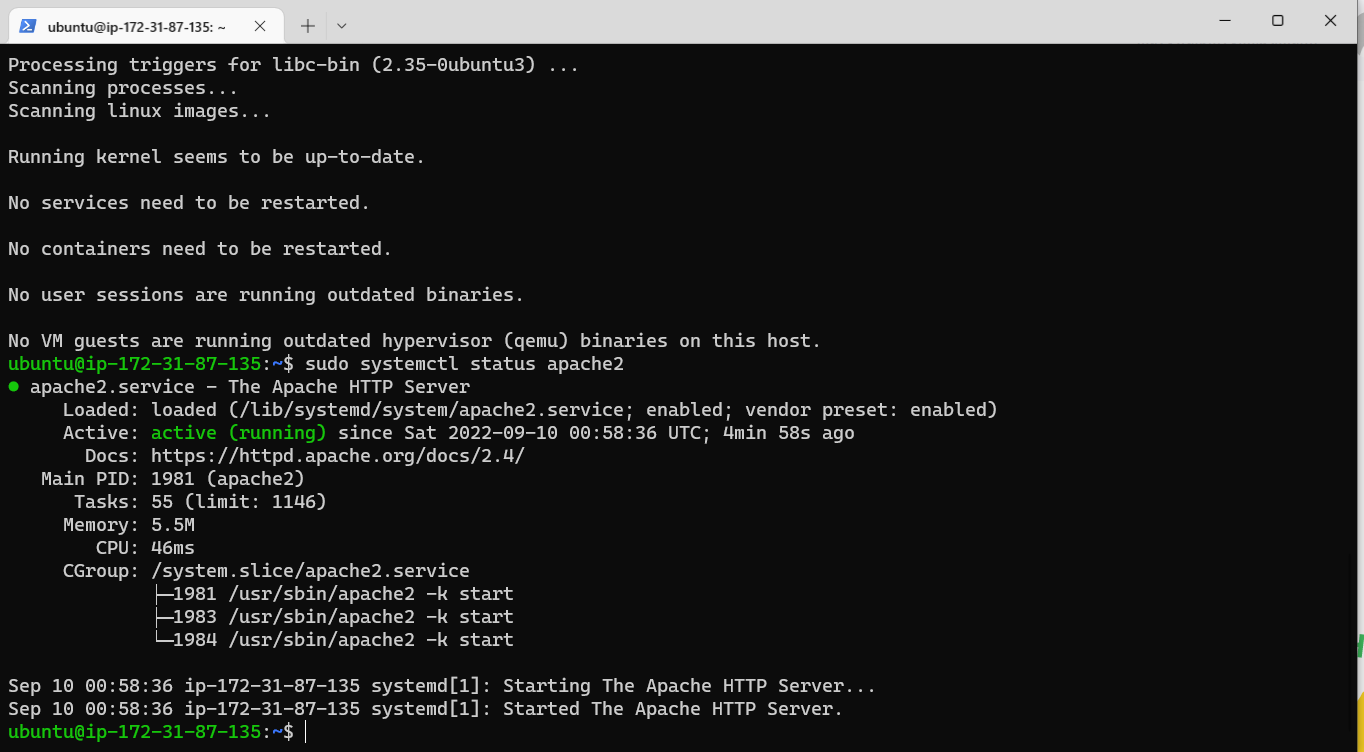 ubuntu@ip-172-31-87-135: ~
Processing triggers for libc-bin (2.35-0ubuntu3) ...
Scanning processes...
Scanning linux images...
Running kernel seems to be up-to-date.
No services need to be restarted.
No containers need to be restarted.
No user sessions are running outdated binaries.
No VM guests are running outdated hypervisor (qemu) binaries on this host.
ubuntu@ip-172-31-87-135:~$ sudo systemctl status apache2
● apache2.service - The Apache HTTP Server
     Loaded: loaded (/lib/systemd/system/apache2.service; enabled; vendor preset: enabled)
     Active: active (running) since Sat 2022-09-10 00:58:36 UTC; 4min 58s ago
       Docs: https://httpd.apache.org/docs/2.4/
   Main PID: 1981 (apache2)
      Tasks: 55 (limit: 1146)
     Memory: 5.5M
        CPU: 46ms
     CGroup: /system.slice/apache2.service
             ├─1981 /usr/sbin/apache2 -k start
             ├─1983 /usr/sbin/apache2 -k start
             └─1984 /usr/sbin/apache2 -k start
Sep 10 00:58:36 ip-172-31-87-135 systemd[1]: Starting The Apache HTTP Server...
Sep 10 00:58:36 ip-172-31-87-135 systemd[1]: Started The Apache HTTP Server.
ubuntu@ip-172-31-87-135:~$